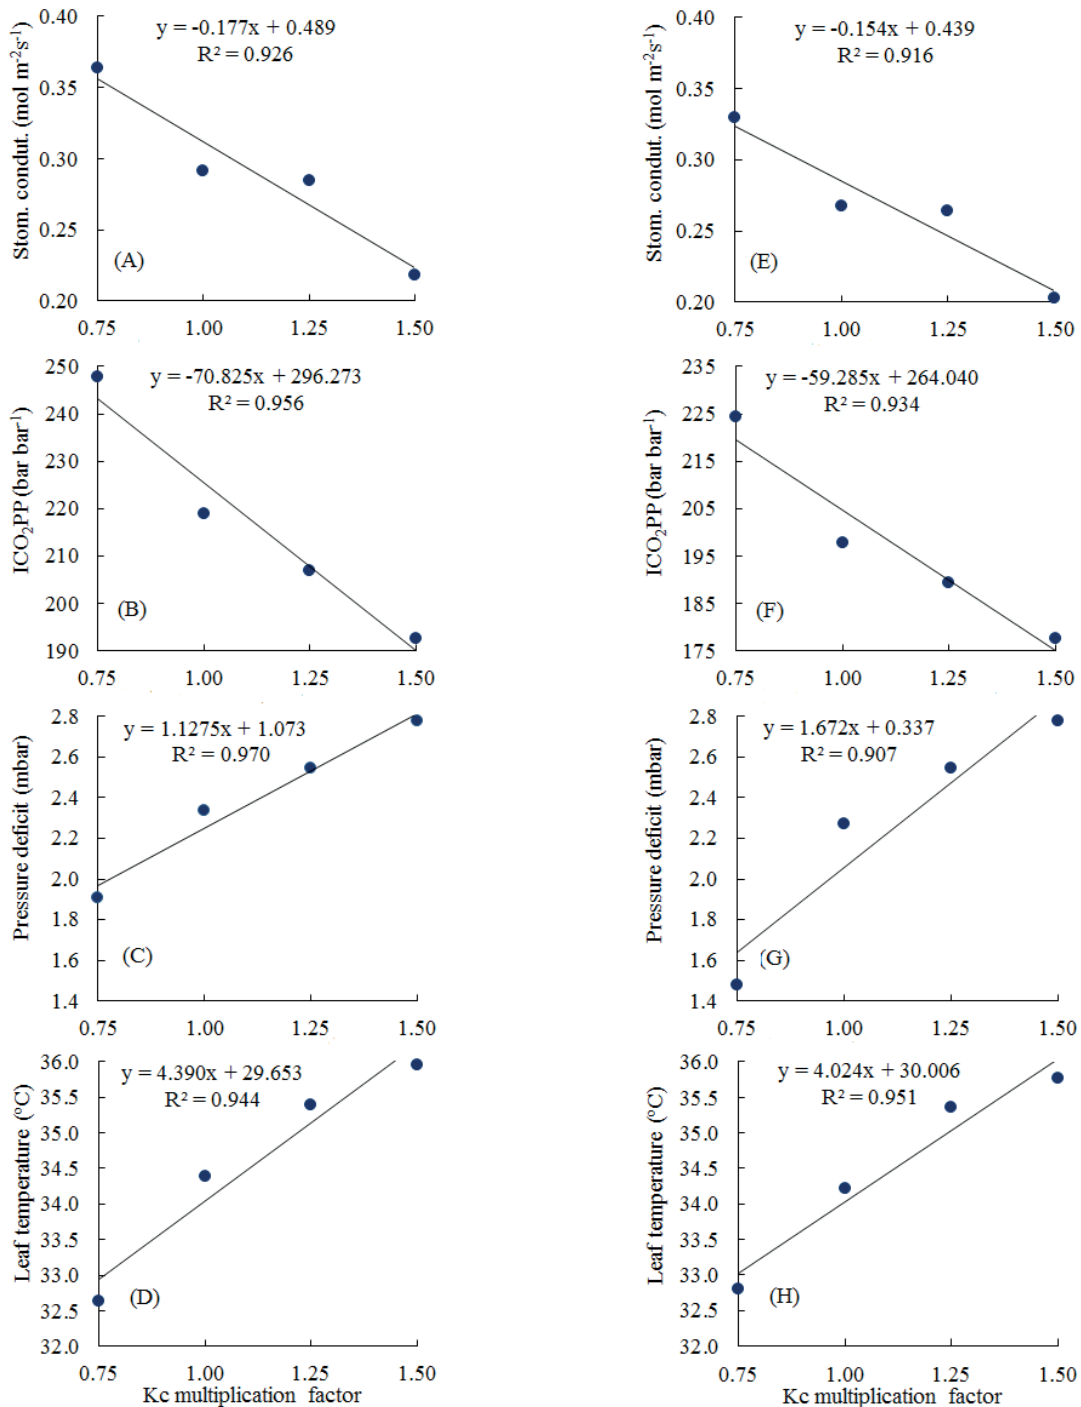 y = -0.177x + 0.489
R² = 0.926
Stom. condut. (mol m⁻²s⁻¹)
0.40
0.35
0.30
0.25
0.20
(A)
0.75 1.00 1.25 1.50
y = -0.154x + 0.439
R² = 0.916
Stom. condut. (mol m⁻²s⁻¹)
0.40
0.35
0.30
0.25
0.20
(E)
0.75 1.00 1.25 1.50
y = -70.825x + 296.273
R² = 0.956
ICO₂PP (bar bar⁻¹)
250
240
230
220
210
200
190
(B)
0.75 1.00 1.25 1.50
y = -59.285x + 264.040
R² = 0.934
ICO₂PP (bar bar⁻¹)
235
225
215
205
195
185
175
(F)
0.75 1.00 1.25 1.50
y = 1.1275x + 1.073
R² = 0.970
Pressure deficit (mbar)
2.8
2.6
2.4
2.2
2.0
1.8
1.6
1.4
(C)
0.75 1.00 1.25 1.50
y = 1.672x + 0.337
R² = 0.907
Pressure deficit (mbar)
2.8
2.6
2.4
2.2
2.0
1.8
1.6
1.4
(G)
0.75 1.00 1.25 1.50
y = 4.390x + 29.653
R² = 0.944
Leaf temperature (°C)
36.0
35.5
35.0
34.5
34.0
33.5
33.0
32.5
32.0
(D)
0.75 1.00 1.25 1.50
Kc multiplication factor
y = 4.024x + 30.006
R² = 0.951
Leaf temperature (°C)
36.0
35.5
35.0
34.5
34.0
33.5
33.0
32.5
32.0
(H)
0.75 1.00 1.25 1.50
Kc multiplication factor